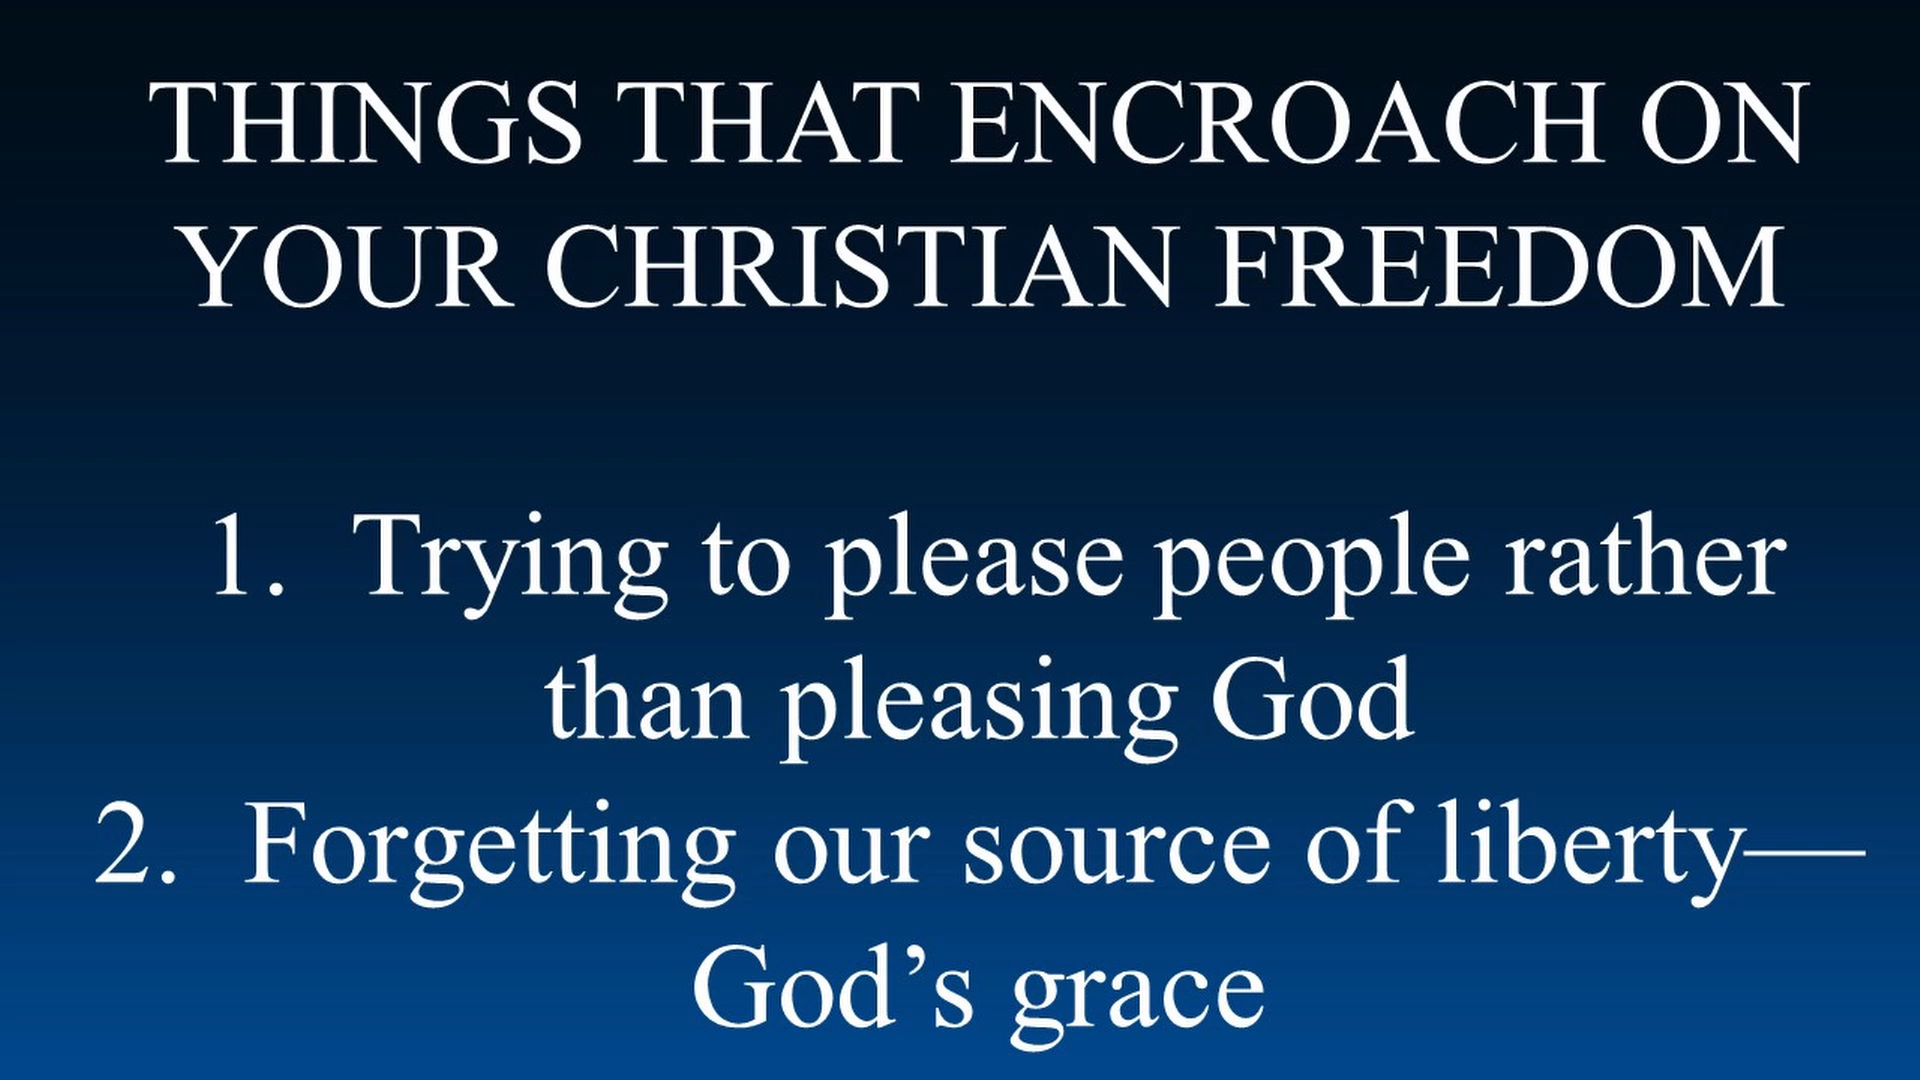 THINGS THAT ENCROACH ON
YOUR CHRISTIAN FREEDOM
1.  Trying to please people rather
than pleasing God
2.  Forgetting our source of liberty—
God’s grace